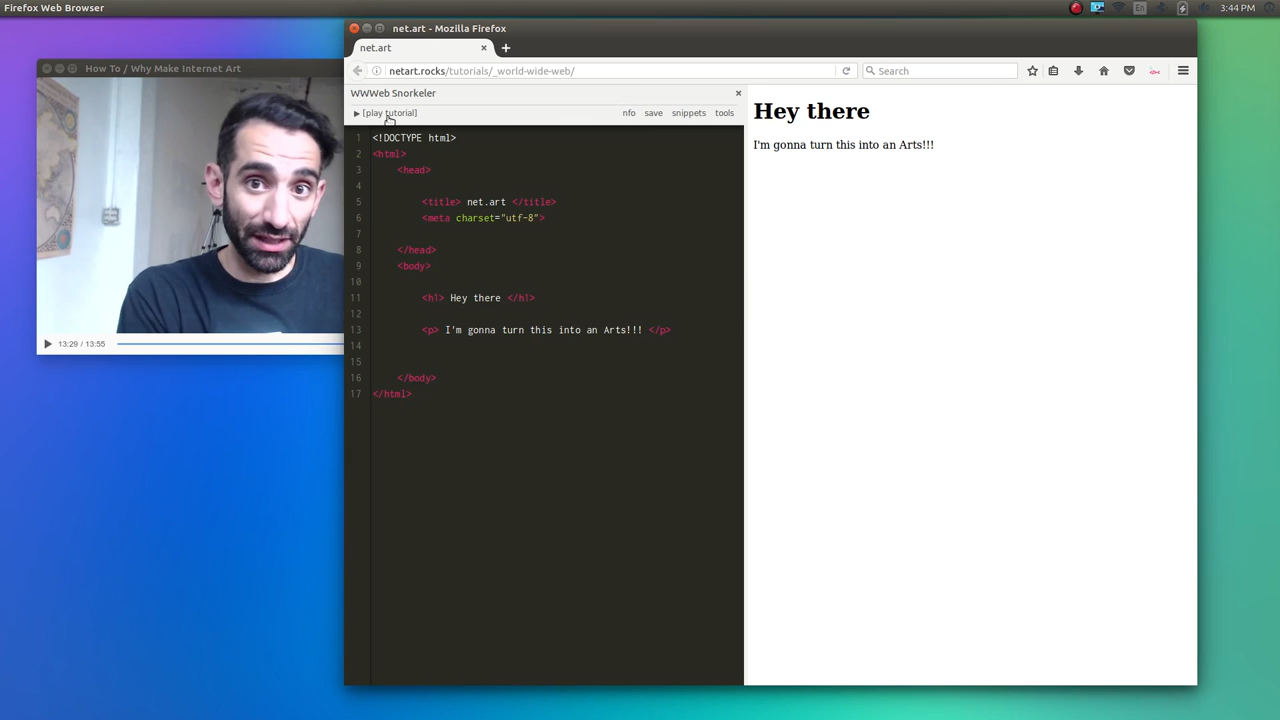 Firefox Web Browser
En
3:44 PM
How To / Why Make Internet Art
13:29 / 13:55
net.art - Mozilla Firefox
net.art
netart.rocks/tutorials/_world-wide-web/
Search
WWWeb Snorkeler
[play tutorial]
nfo save snippets tools
1 <!DOCTYPE html>
2 <html>
3 <head>
4
5 <title> net.art </title>
6 <meta charset="utf-8">
7
8 </head>
9 <body>
10
11 <h1> Hey there </h1>
12
13 <p> I'm gonna turn this into an Arts!!! </p>
14
15
16 </body>
17 </html>
Hey there
I'm gonna turn this into an Arts!!!